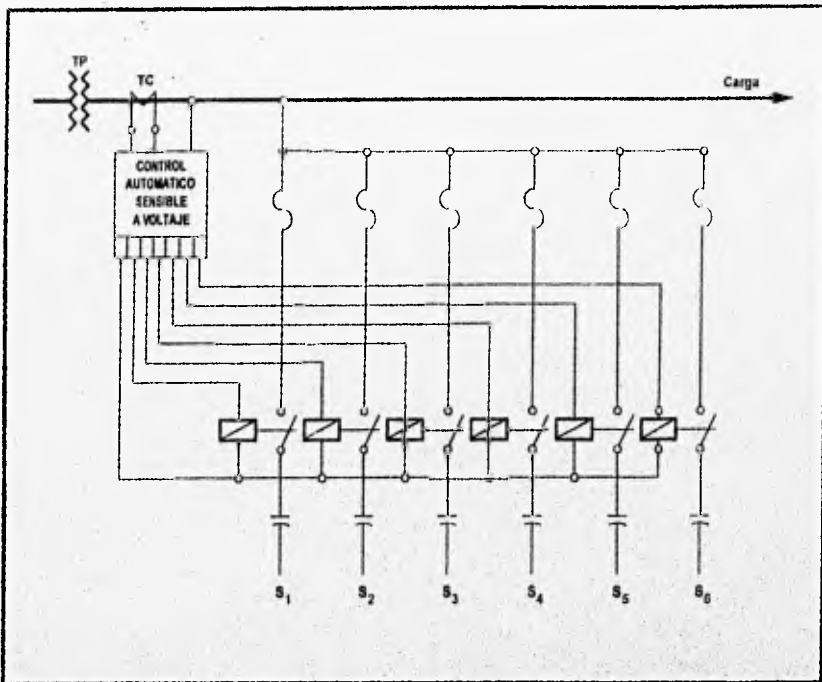 TP
TC
Carga
CONTROL
AUTOMATICO
SENSIBLE
A VOLTAJE
S1 S2 S3 S4 S5 S6